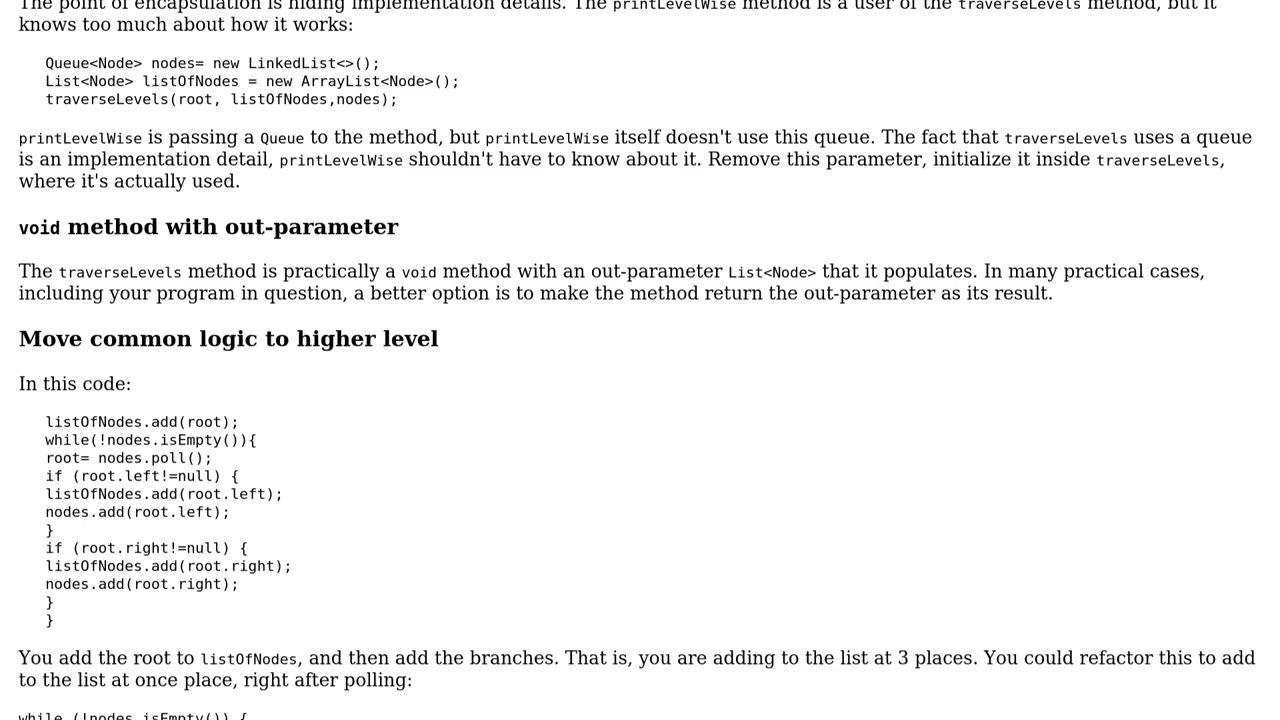 The point of encapsulation is hiding implementation details. The printLevelWise method is a user of the traverseLevels method, but it
knows too much about how it works:
Queue<Node> nodes= new LinkedList<>();
List<Node> listOfNodes = new ArrayList<Node>();
traverseLevels(root, listOfNodes,nodes);
printLevelWise is passing a Queue to the method, but printLevelWise itself doesn't use this queue. The fact that traverseLevels uses a queue
is an implementation detail, printLevelWise shouldn't have to know about it. Remove this parameter, initialize it inside traverseLevels,
where it's actually used.
void method with out-parameter
The traverseLevels method is practically a void method with an out-parameter List<Node> that it populates. In many practical cases,
including your program in question, a better option is to make the method return the out-parameter as its result.
Move common logic to higher level
In this code:
listOfNodes.add(root);
while(!nodes.isEmpty()){
root= nodes.poll();
if (root.left!=null) {
listOfNodes.add(root.left);
nodes.add(root.left);
}
if (root.right!=null) {
listOfNodes.add(root.right);
nodes.add(root.right);
}
}
You add the root to listOfNodes, and then add the branches. That is, you are adding to the list at 3 places. You could refactor this to add
to the list at once place, right after polling:
while (!nodes.isEmpty()) {